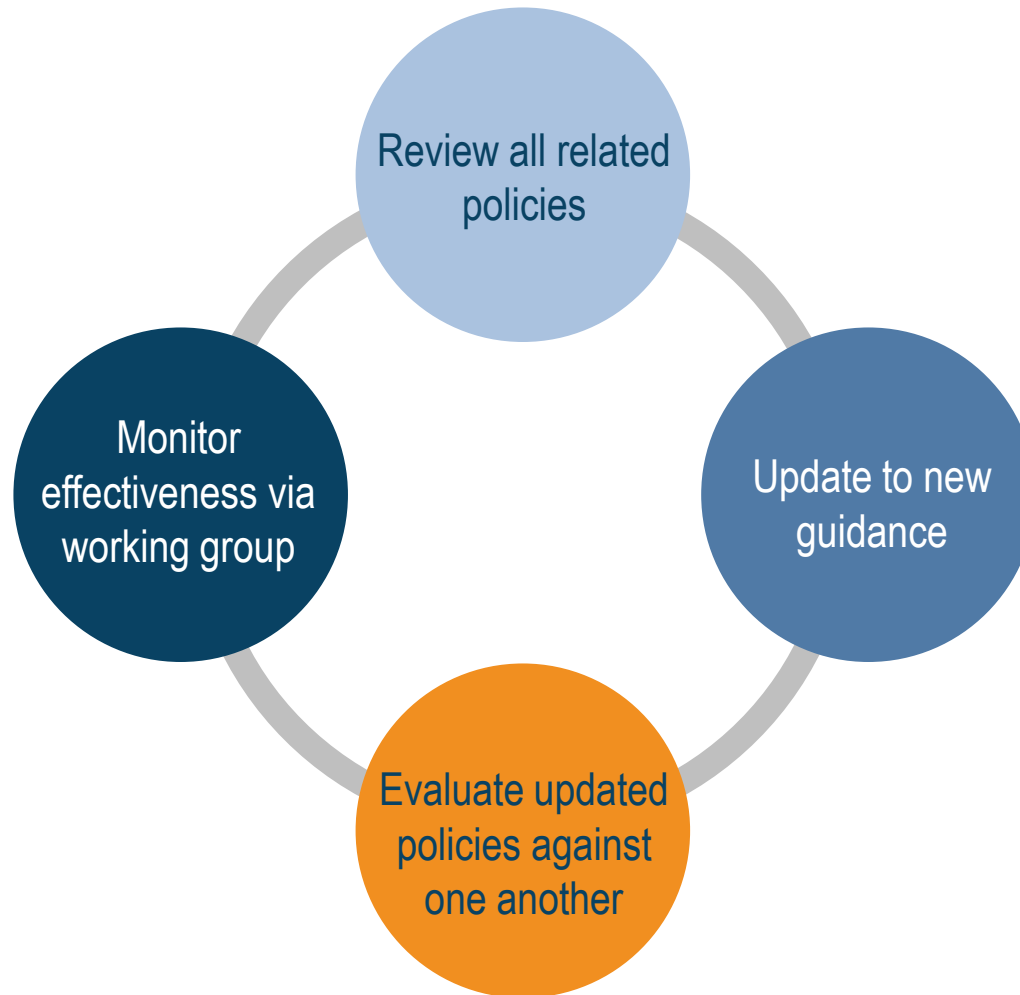 Review all related
policies
Update to new
guidance
Evaluate updated
policies against
one another
Monitor
effectiveness via
working group